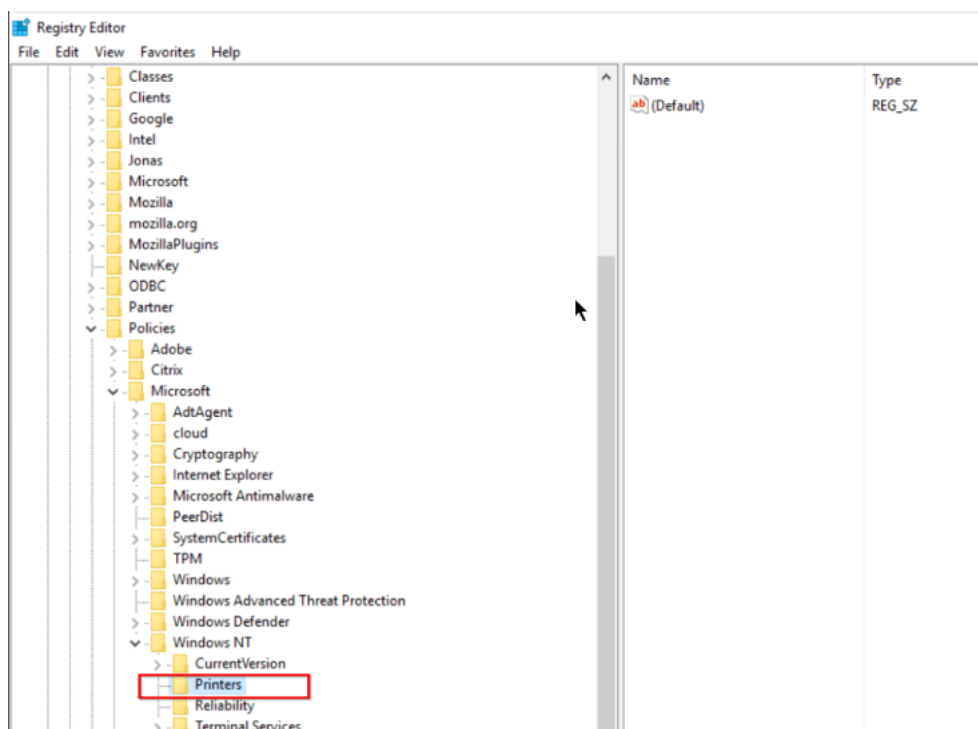 Registry Editor
File Edit View Favorites Help
Classes
Clients
Google
Intel
Jonas
Microsoft
Mozilla
mozilla.org
MozillaPlugins
NewKey
ODBC
Partner
Policies
Adobe
Citrix
Microsoft
AdtAgent
cloud
Cryptography
Internet Explorer
Microsoft Antimalware
PeerDist
SystemCertificates
TPM
Windows
Windows Advanced Threat Protection
Windows Defender
Windows NT
CurrentVersion
Printers
Reliability
Terminal Services
Name Type
ab (Default) REG_SZ